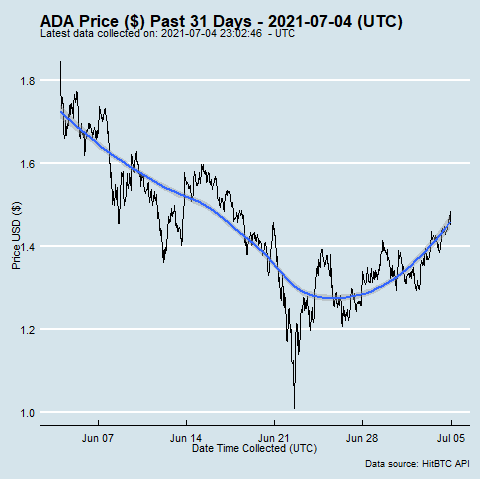 ADA Price ($) Past 31 Days - 2021-07-04 (UTC)
Latest data collected on: 2021-07-04 23:02:46 - UTC
Price USD ($)
1.8
1.6
1.4
1.2
1.0
Jun 07
Jun 14
Jun 21
Jun 28
Jul 05
Date Time Collected (UTC)
Data source: HitBTC API